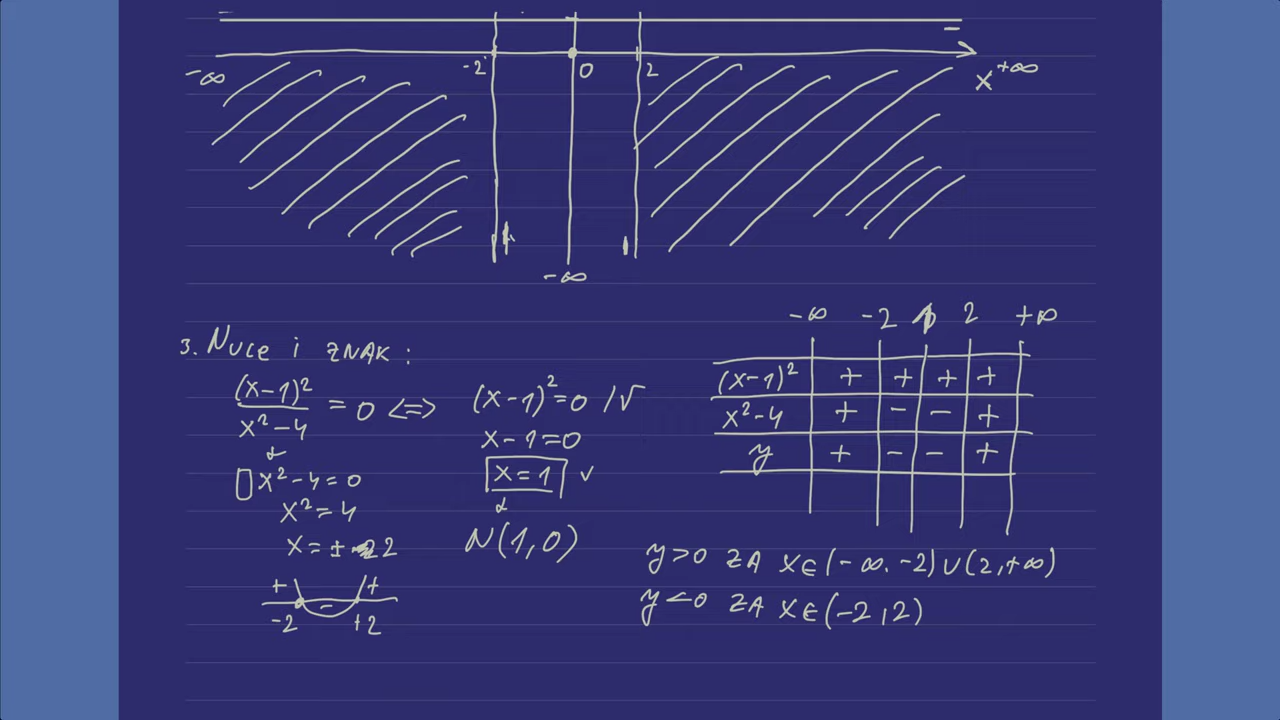 -∞ -2 0 2 x +∞
-∞
3. NULE i ZNAK:
(x-1)²/(x²-4) = 0 <=> (x-1)²=0 /√
x-1=0
x²-4=0 x=1 ✓
x²=4
x=±2 N(1,0)
+ - +
-2 +2
-∞ -2 1 2 +∞
(x-1)² + + + +
x²-4 + - - +
y + - - +
y>0 ZA x∈(-∞.-2)∪(2,+∞)
y<0 ZA x∈(-2,2)